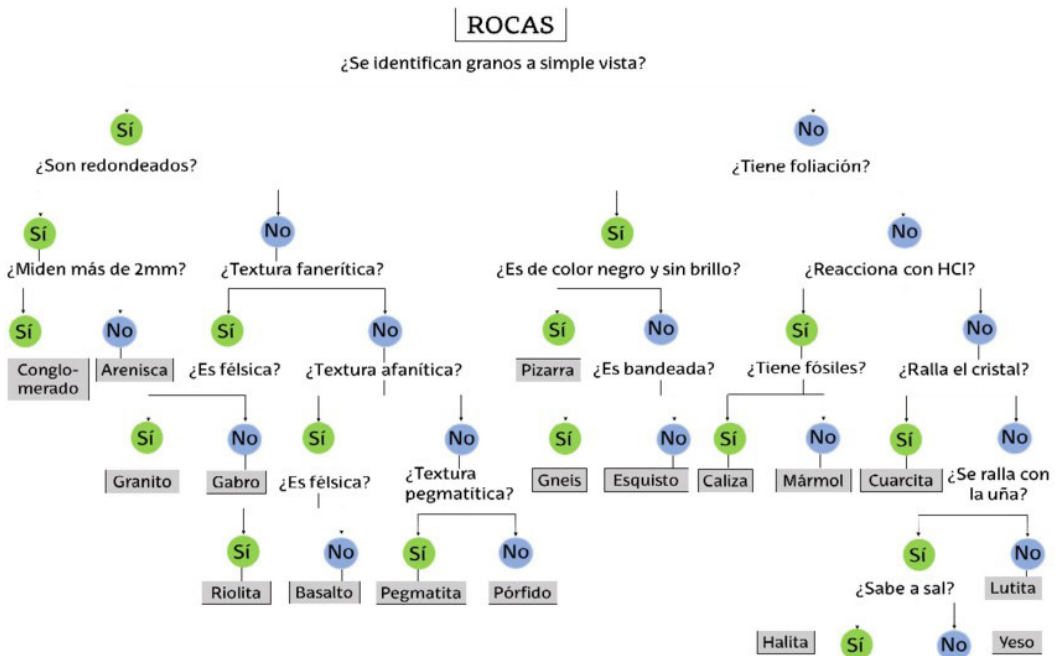 ROCAS
¿Se identifican granos a simple vista?
Sí
No
¿Son redondeados?
¿Tiene foliación?
Sí
No
Sí
No
¿Miden más de 2mm?
¿Textura fanerítica?
¿Es de color negro y sin brillo?
¿Reacciona con HCl?
Sí
No
Sí
No
Sí
No
Sí
No
Conglo-
merado
Arenisca
¿Es félsica?
¿Textura afanítica?
Pizarra
¿Es bandeada?
¿Tiene fósiles?
¿Ralla el cristal?
Sí
No
Sí
No
Sí
No
Sí
No
Sí
No
Granito
Gabro
¿Es félsica?
¿Textura
pegmatítica?
Gneis
Esquisto
Caliza
Mármol
Cuarcita
¿Se ralla con
la uña?
Sí
No
Sí
No
Sí
No
Riolita
Basalto
Pegmatita
Pórfido
¿Sabe a sal?
Lutita
Halita
Sí
No
Yeso